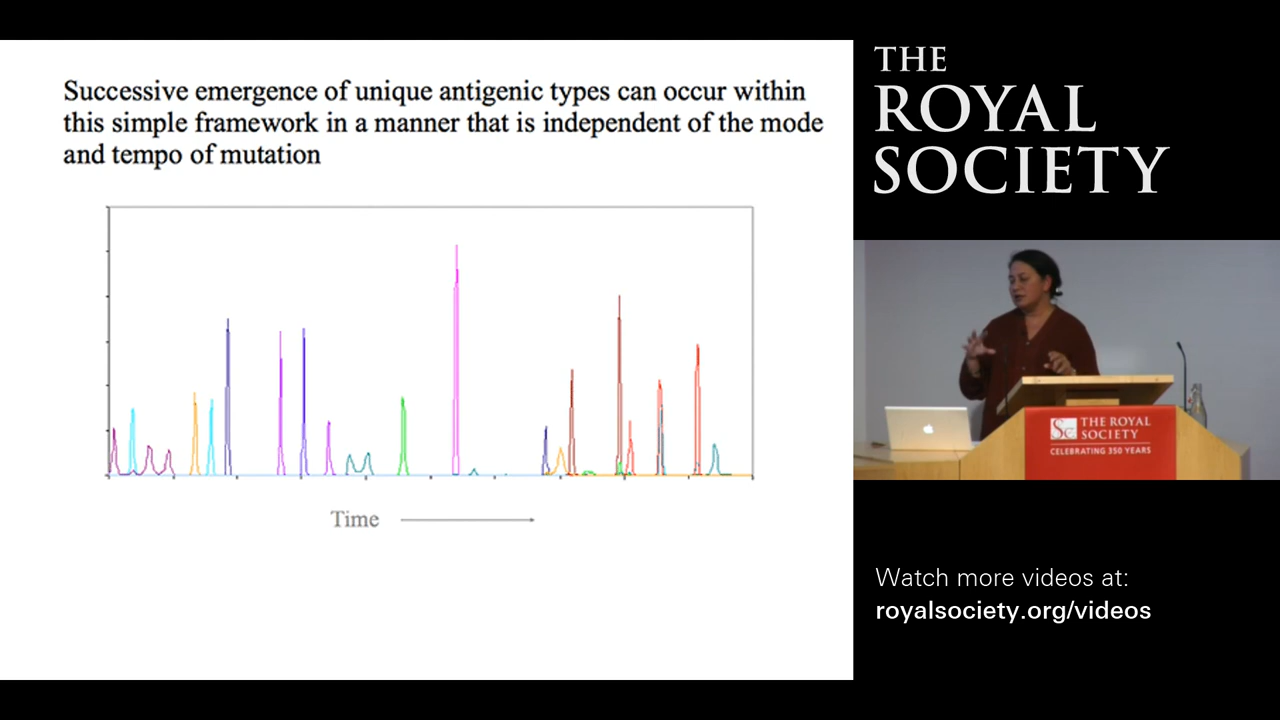 Successive emergence of unique antigenic types can occur within
this simple framework in a manner that is independent of the mode
and tempo of mutation
Time
THE
ROYAL
SOCIETY
Sc
THE ROYAL
SOCIETY
CELEBRATING 350 YEARS
Watch more videos at:
royalsociety.org/videos